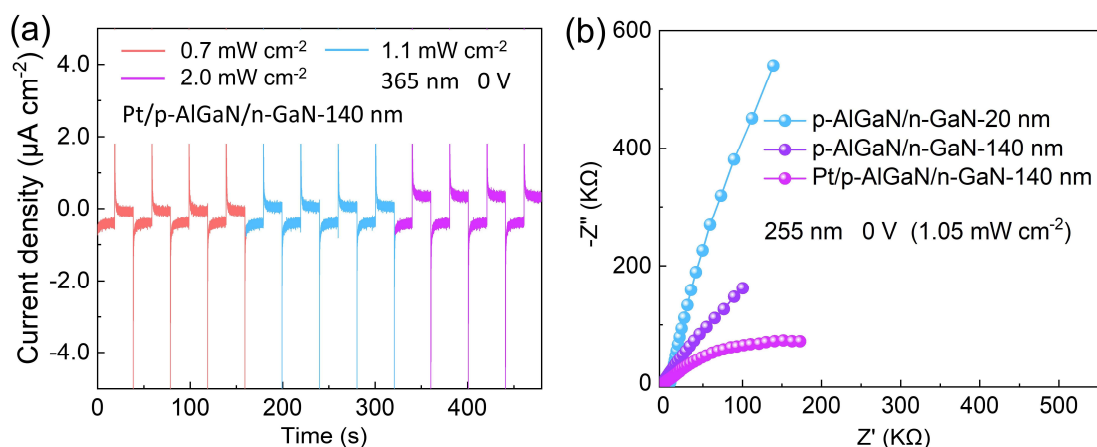 (a)
0.7 mW cm-2
1.1 mW cm-2
2.0 mW cm-2
365 nm 0 V
Pt/p-AlGaN/n-GaN-140 nm
Current density (μA cm-2)
4.0
2.0
0.0
-2.0
-4.0
0 100 200 300 400
Time (s)
(b)
p-AlGaN/n-GaN-20 nm
p-AlGaN/n-GaN-140 nm
Pt/p-AlGaN/n-GaN-140 nm
255 nm 0 V (1.05 mW cm-2)
-Z" (KΩ)
600
400
200
0
0 100 200 300 400 500
Z' (KΩ)